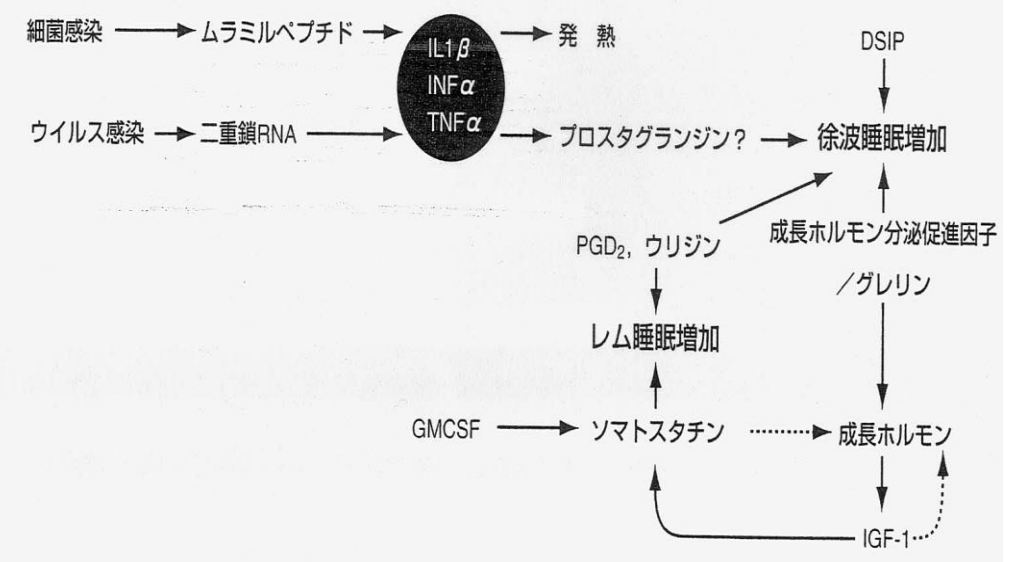 細菌感染
ムラミルペプチド
IL1β
INFα
TNFα
発 熱
DSIP
ウイルス感染
二重鎖RNA
プロスタグランジン?
徐波睡眠増加
PGD₂, ウリジン
成長ホルモン分泌促進因子
/グレリン
レム睡眠増加
GMCSF
ソマトスタチン
成長ホルモン
IGF-1